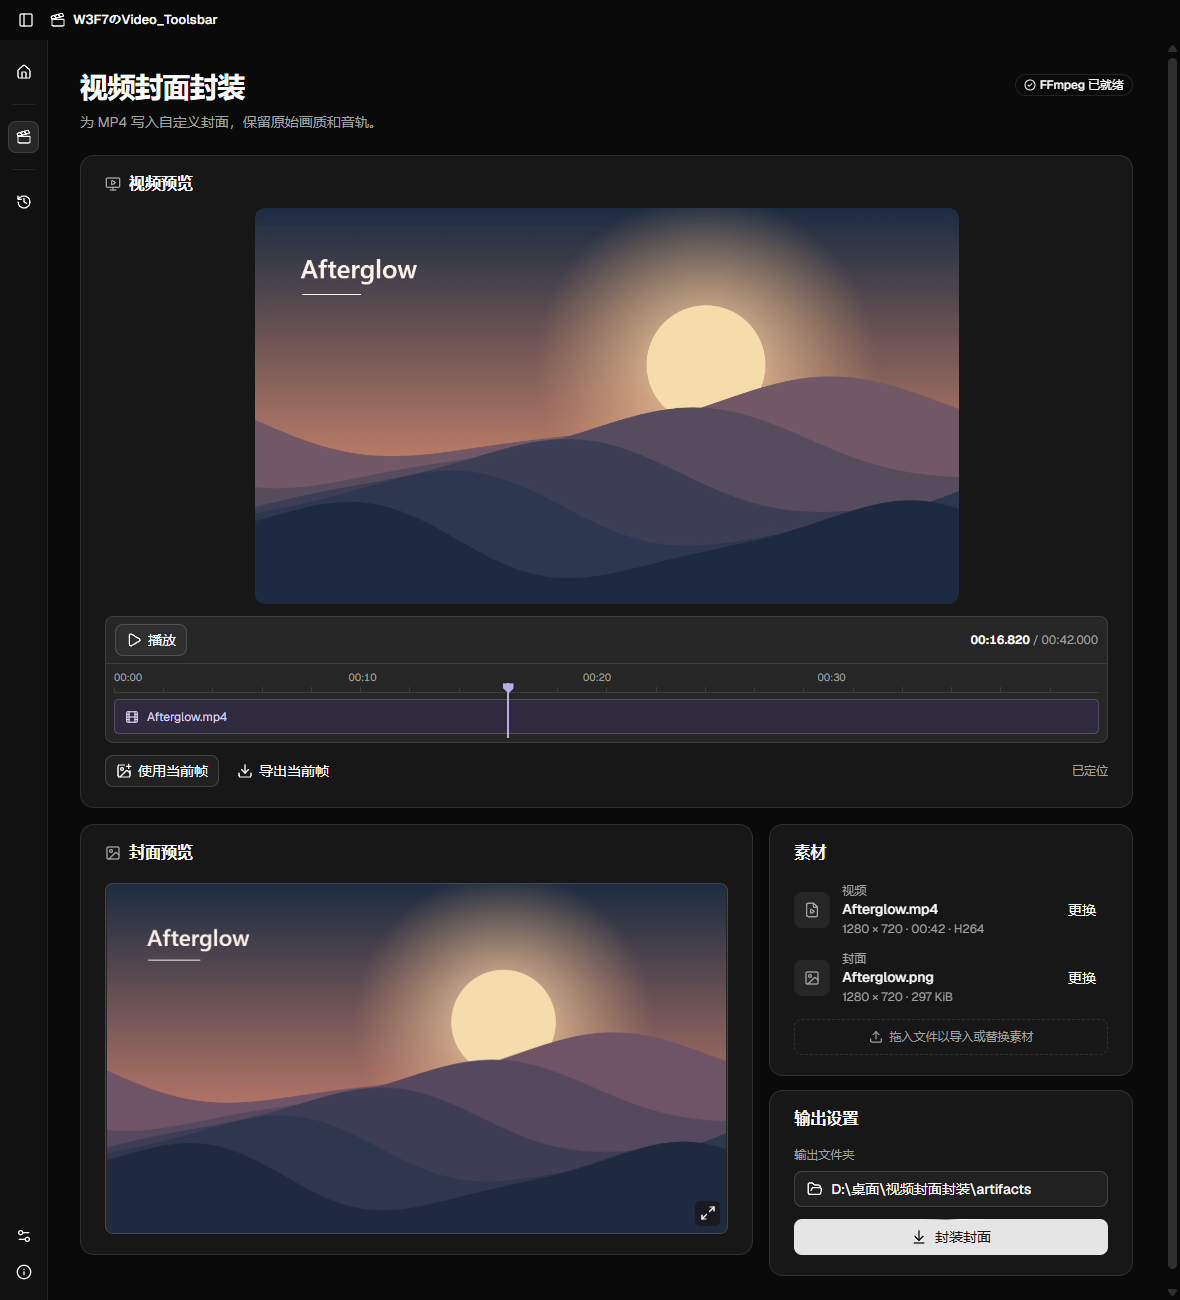 W3F7のVideo_Toolsbar
视频封面封装
FFmpeg 已就绪
为 MP4 写入自定义封面，保留原始画质和音轨。
视频预览
Afterglow
播放
00:16.820 / 00:42.000
00:00 00:10 00:20 00:30
Afterglow.mp4
使用当前帧 导出当前帧 已定位
封面预览
Afterglow
素材
视频
Afterglow.mp4
1280 × 720 · 00:42 · H264
更换
封面
Afterglow.png
1280 × 720 · 297 KiB
更换
拖入文件以导入或替换素材
输出设置
输出文件夹
D:\桌面\视频封面封装\artifacts
封装封面